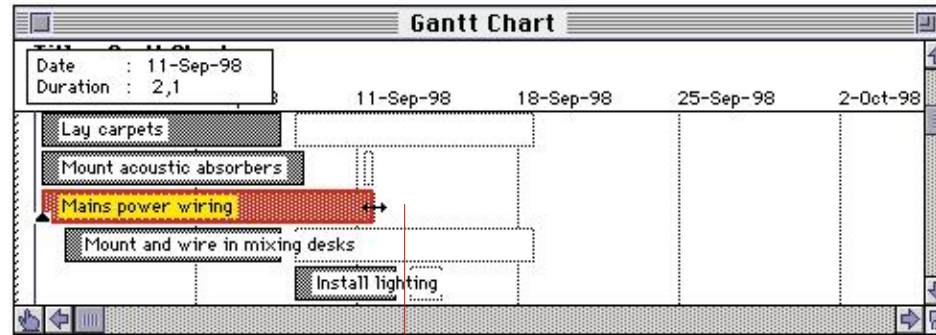 Gantt Chart
Date : 11-Sep-98
Duration : 2,1
11-Sep-98 18-Sep-98 25-Sep-98 2-Oct-98
Lay carpets
Mount acoustic absorbers
Mains power wiring
Mount and wire in mixing desks
Install lighting